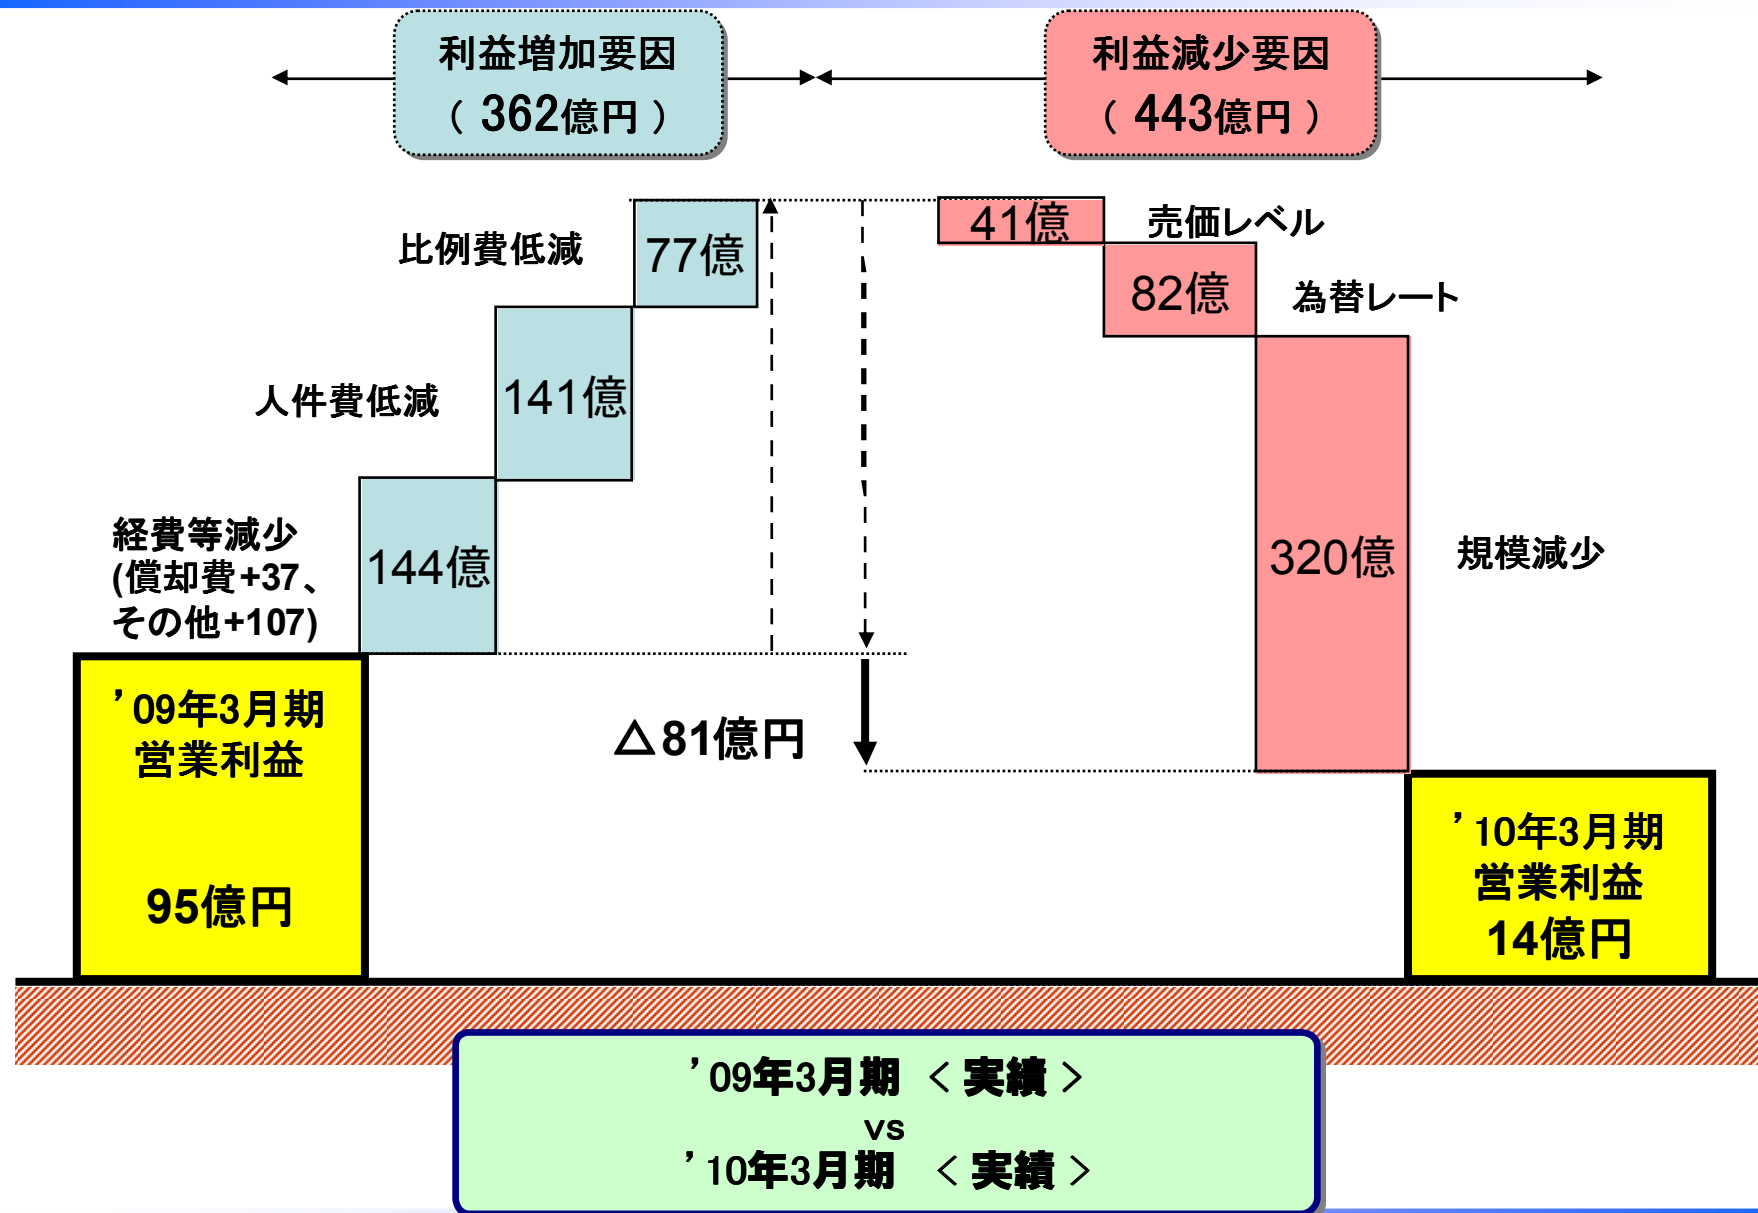 利益増加要因
( 362億円 )
利益減少要因
( 443億円 )
比例費低減
77億
41億
売価レベル
82億
為替レート
人件費低減
141億
経費等減少
(償却費+37、
その他+107)
144億
320億
規模減少
’09年3月期
営業利益
95億円
△81億円
’10年3月期
営業利益
14億円
’09年3月期 <実績>
vs
’10年3月期 <実績>